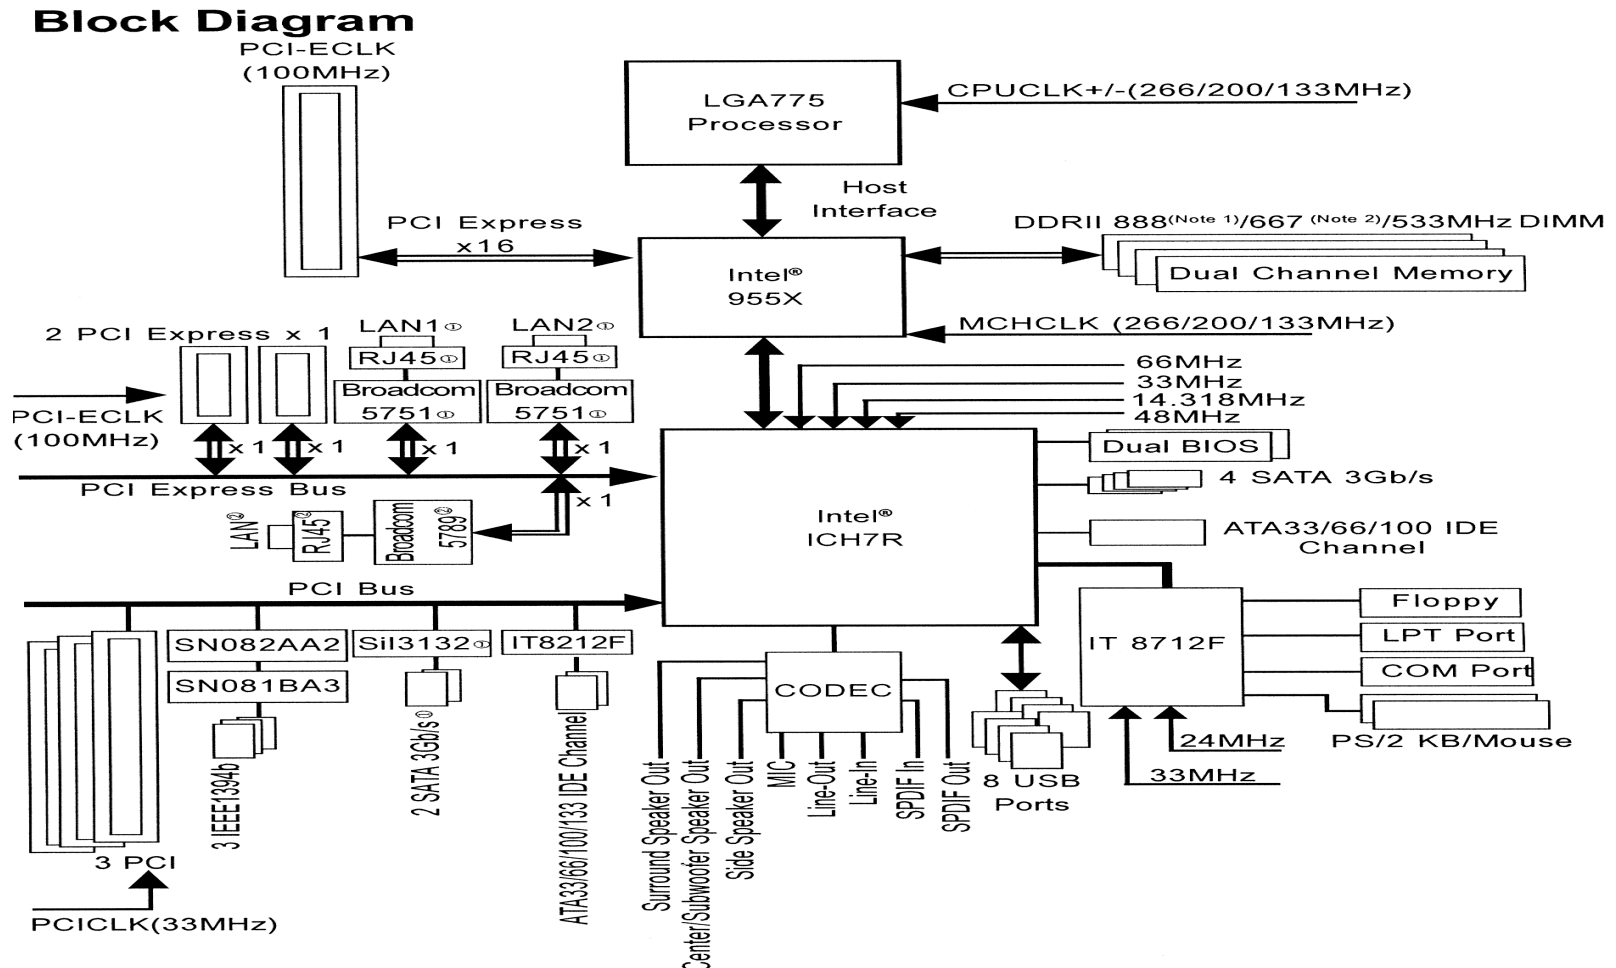 Block Diagram
PCI-ECLK
(100MHz)
LGA775
Processor
CPUCLK+/-(266/200/133MHz)
Host
Interface
PCI Express
x16
DDRII 888(Note 1)/667 (Note 2)/533MHz DIMM
Intel®
955X
Dual Channel Memory
MCHCLK (266/200/133MHz)
2 PCI Express x 1
LAN1①
LAN2①
RJ45①
RJ45①
Broadcom
5751①
Broadcom
5751①
PCI-ECLK
(100MHz)
x 1
x 1
x 1
x 1
66MHz
33MHz
14.318MHz
48MHz
PCI Express Bus
x 1
LAN②
RJ45②
Broadcom
5789②
Intel®
ICH7R
Dual BIOS
4 SATA 3Gb/s
ATA33/66/100 IDE
Channel
PCI Bus
SN082AA2
SN081BA3
SiI3132①
IT8212F
3 IEEE1394b
2 SATA 3Gb/s①
ATA33/66/100/133 IDE Channel
3 PCI
PCICLK(33MHz)
CODEC
Surround Speaker Out
Center/Subwoofer Speaker Out
Side Speaker Out
MIC
Line-Out
Line-In
SPDIF In
SPDIF Out
8 USB
Ports
IT 8712F
Floppy
LPT Port
COM Port
PS/2 KB/Mouse
24MHz
33MHz